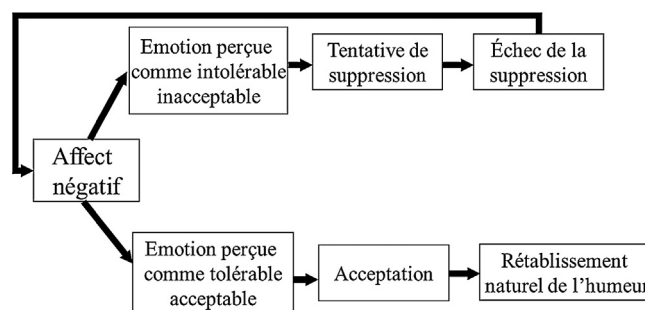 Emotion perçue
comme intolérable
inacceptable
Tentative de
suppression
Échec de la
suppression
Affect
négatif
Emotion perçue
comme tolérable
acceptable
Acceptation
Rétablissement
naturel de l’humeur